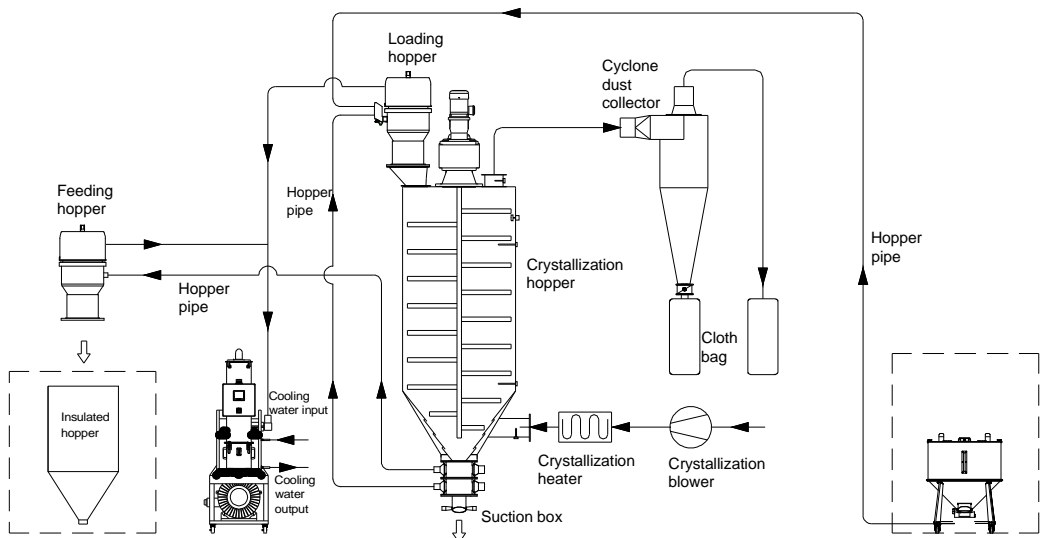 Loading
hopper
Cyclone
dust
collector
Feeding
hopper
Hopper
pipe
Hopper
pipe
Hopper
pipe
Crystallization
hopper
Cloth
bag
Insulated
hopper
Cooling
water input
Cooling
water
output
Crystallization
heater
Crystallization
blower
Suction box